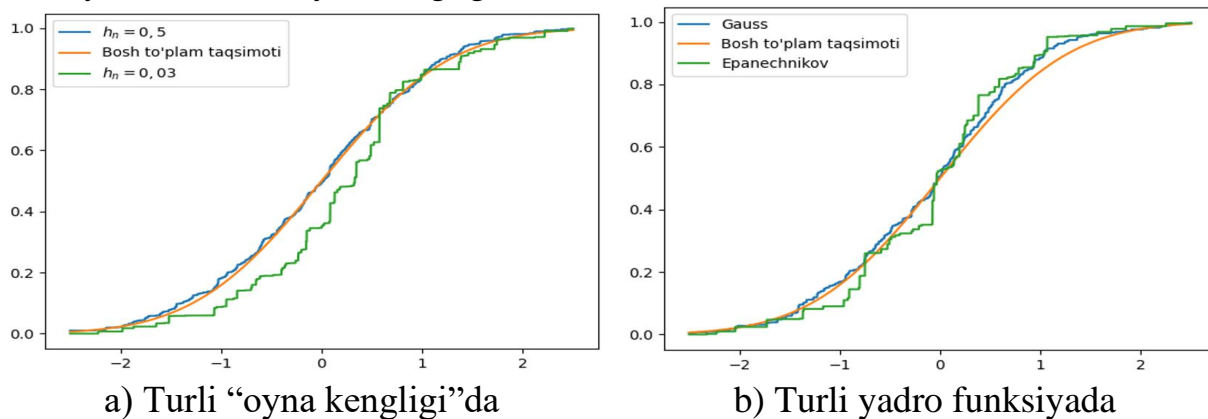 1.0
0.8
0.6
0.4
0.2
0.0
h_n = 0,5
Bosh to'plam taqsimoti
h_n = 0,03
−2
−1
0
1
2
a) Turli “oyna kengligi”da
1.0
0.8
0.6
0.4
0.2
0.0
Gauss
Bosh to'plam taqsimoti
Epanechnikov
−2
−1
0
1
2
b) Turli yadro funksiyada